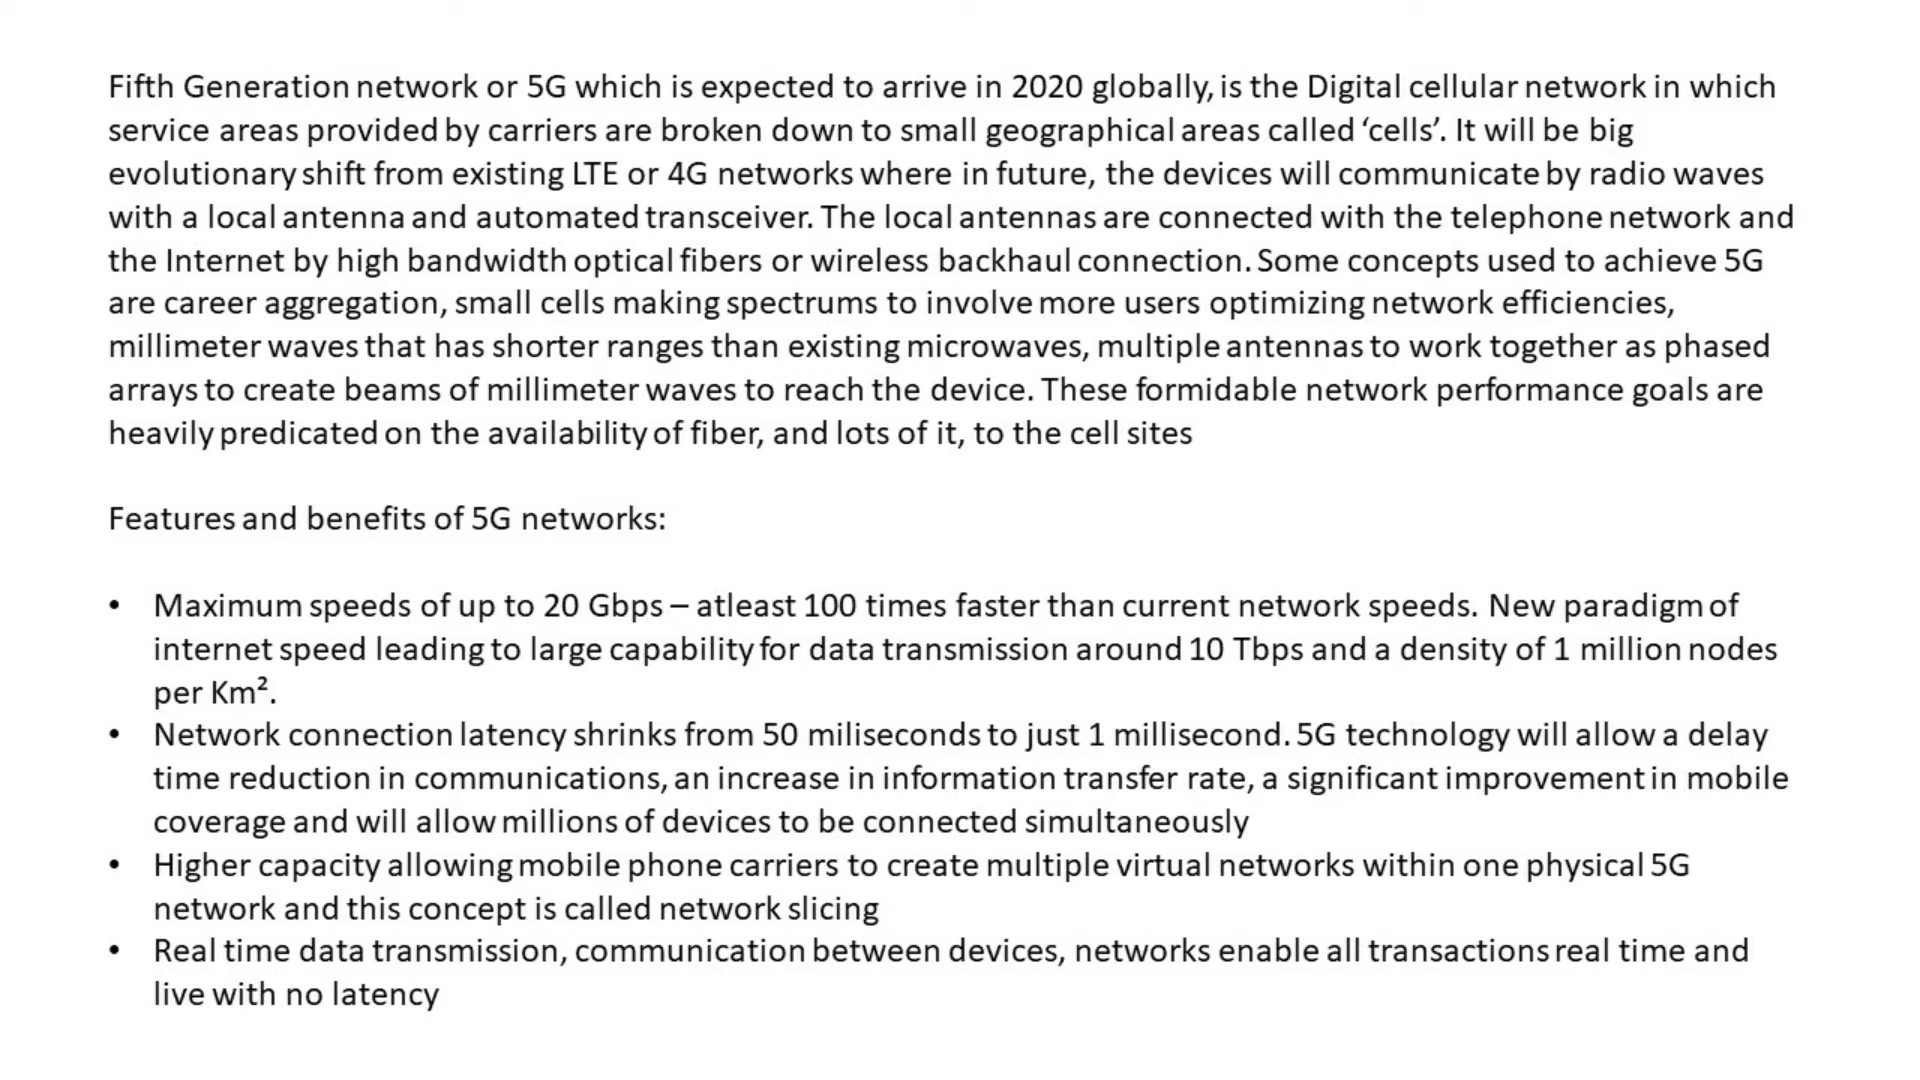 Fifth Generation network or 5G which is expected to arrive in 2020 globally, is the Digital cellular network in which
service areas provided by carriers are broken down to small geographical areas called ‘cells’. It will be big
evolutionary shift from existing LTE or 4G networks where in future, the devices will communicate by radio waves
with a local antenna and automated transceiver. The local antennas are connected with the telephone network and
the Internet by high bandwidth optical fibers or wireless backhaul connection. Some concepts used to achieve 5G
are career aggregation, small cells making spectrums to involve more users optimizing network efficiencies,
millimeter waves that has shorter ranges than existing microwaves, multiple antennas to work together as phased
arrays to create beams of millimeter waves to reach the device. These formidable network performance goals are
heavily predicated on the availability of fiber, and lots of it, to the cell sites
Features and benefits of 5G networks:
• Maximum speeds of up to 20 Gbps – atleast 100 times faster than current network speeds. New paradigm of
internet speed leading to large capability for data transmission around 10 Tbps and a density of 1 million nodes
per Km².
• Network connection latency shrinks from 50 miliseconds to just 1 millisecond. 5G technology will allow a delay
time reduction in communications, an increase in information transfer rate, a significant improvement in mobile
coverage and will allow millions of devices to be connected simultaneously
• Higher capacity allowing mobile phone carriers to create multiple virtual networks within one physical 5G
network and this concept is called network slicing
• Real time data transmission, communication between devices, networks enable all transactions real time and
live with no latency